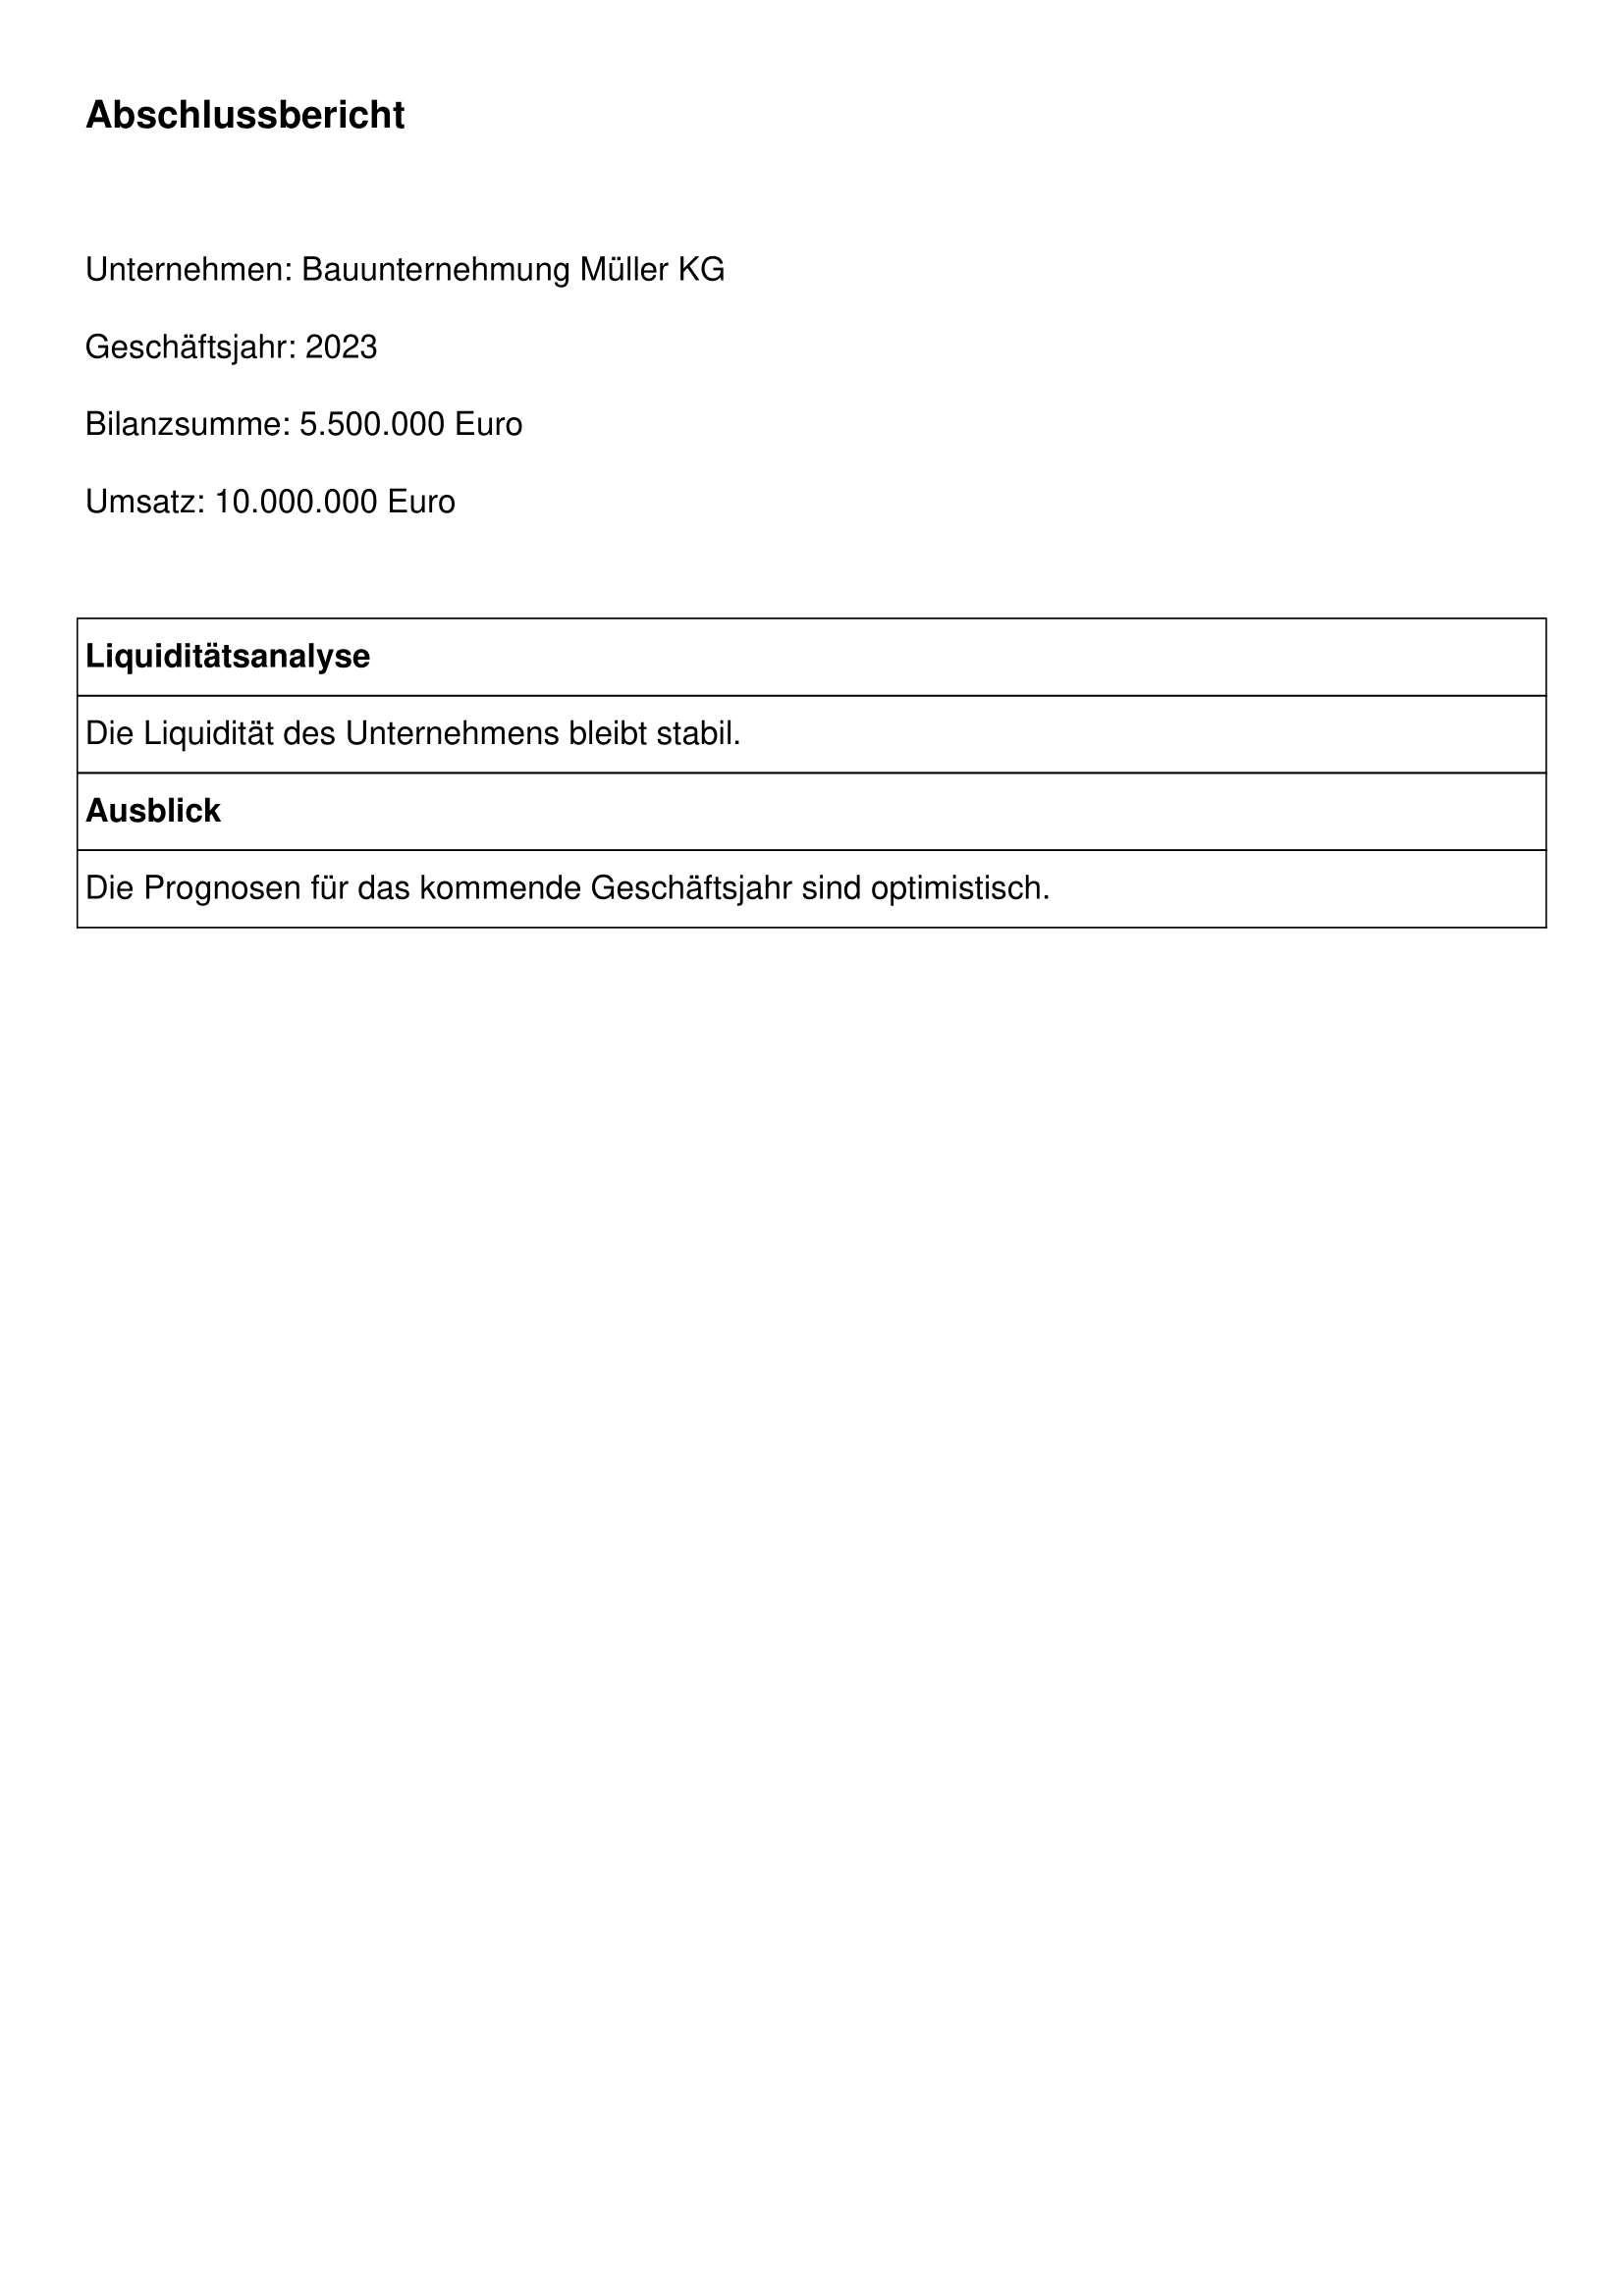 Abschlussbericht
Unternehmen: Bauunternehmung Müller KG
Geschäftsjahr: 2023
Bilanzsumme: 5.500.000 Euro
Umsatz: 10.000.000 Euro
Liquiditätsanalyse
Die Liquidität des Unternehmens bleibt stabil.
Ausblick
Die Prognosen für das kommende Geschäftsjahr sind optimistisch.